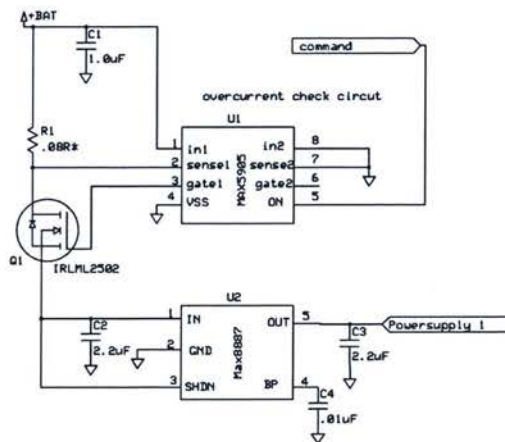 +BAT
C1
1.0uF
command
overcurrent check circut
U1
R1
.08R*
1 in1 in2 8
2 sense1 sense2 7
3 gate1 gate2 6
4 VSS ON 5
MAX5905
Q1
IRLML2502
U2
1 IN OUT 5
C2
2.2uF
2 GND
Max8887
3 SHDN BP 4
C3
2.2uF
Powersupply 1
C4
.01uF